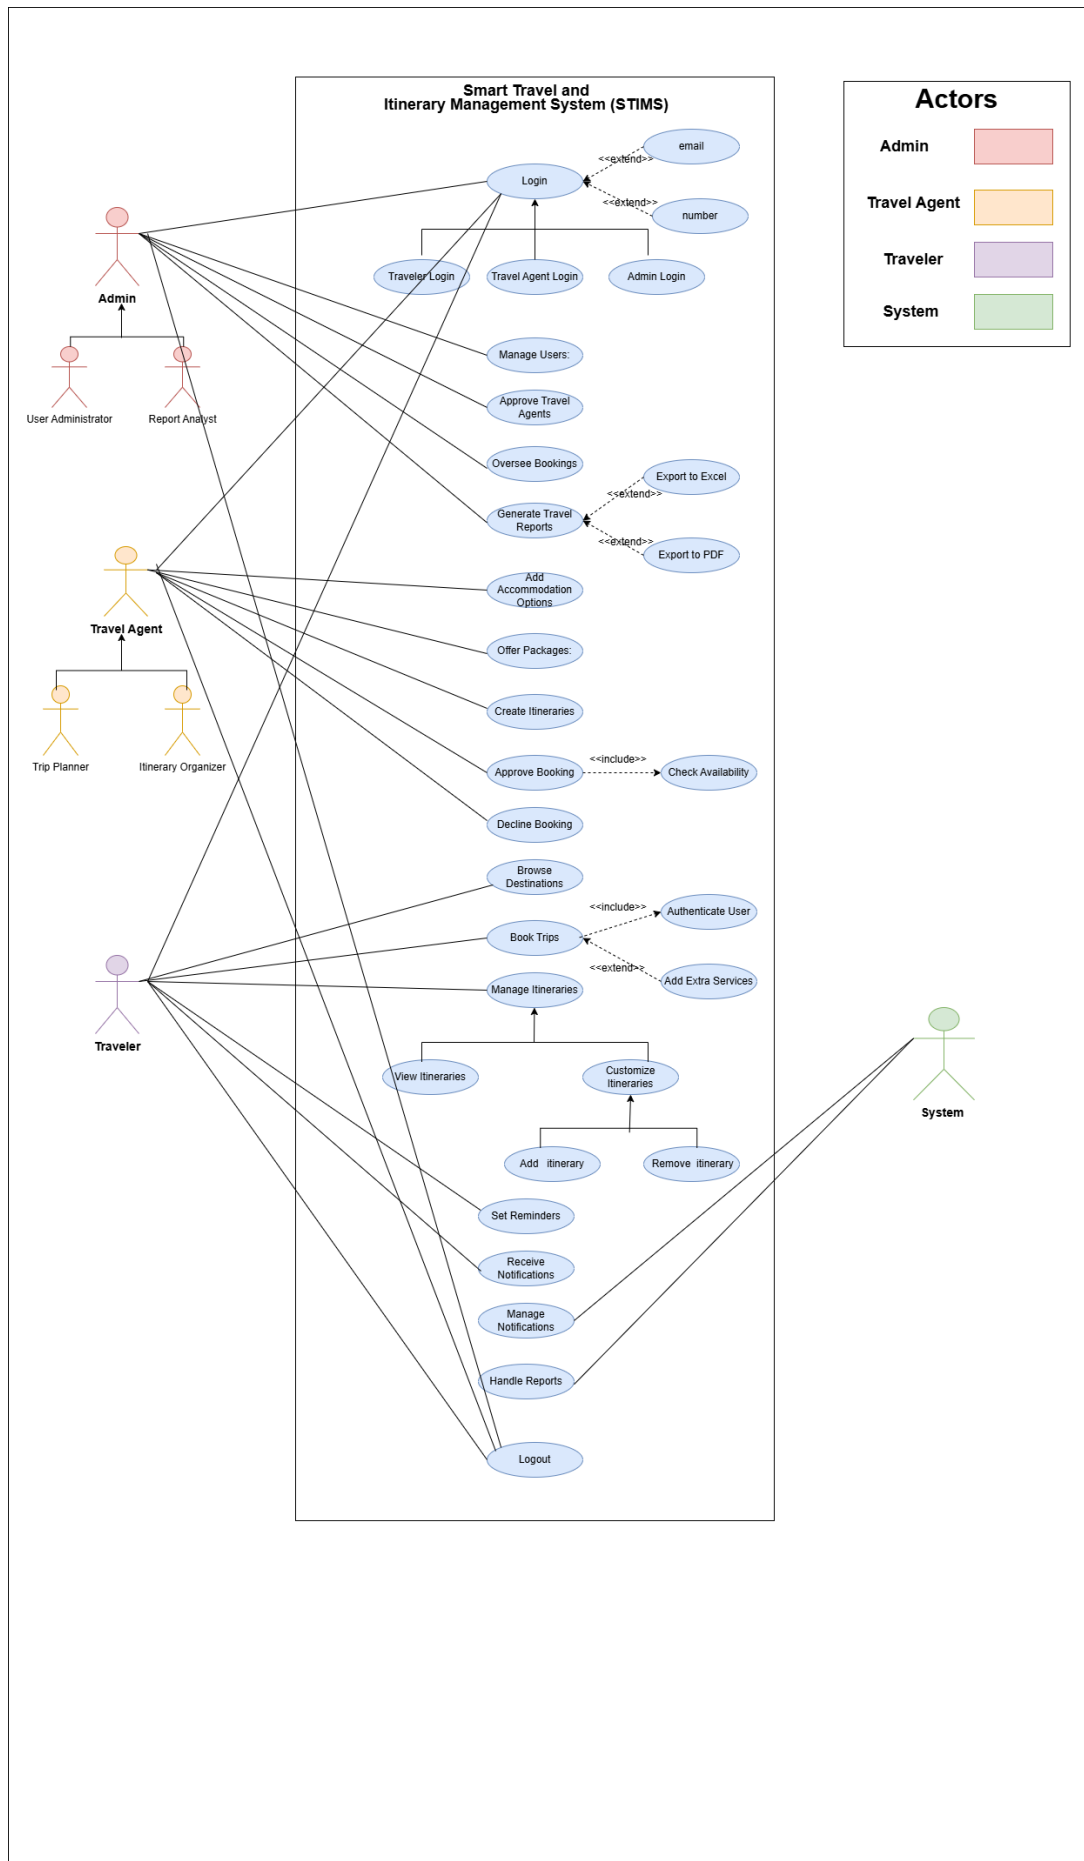 Smart Travel and
Itinerary Management System (STIMS)
Actors
Admin
Travel Agent
Traveler
System
email
<<extend>>
Login
<<extend>>
number
Traveler Login
Travel Agent Login
Admin Login
Admin
User Administrator
Report Analyst
Manage Users:
Approve Travel
Agents
Oversee Bookings
Export to Excel
<<extend>>
Generate Travel
Reports
<<extend>>
Export to PDF
Add
Accommodation
Options
Travel Agent
Offer Packages:
Create Itineraries
Trip Planner
Itinerary Organizer
<<include>>
Approve Booking
Check Availability
Decline Booking
Browse
Destinations
<<include>>
Authenticate User
Book Trips
<<extend>>
Add Extra Services
Manage Itineraries
Traveler
View Itineraries
Customize
Itineraries
System
Add itinerary
Remove itinerary
Set Reminders
Receive
Notifications
Manage
Notifications
Handle Reports
Logout